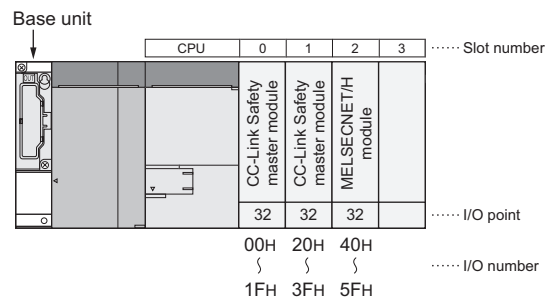 Base unit
CPU 0 1 2 3 ······ Slot number
OUT
CC-Link Safety
master module
CC-Link Safety
master module
MELSECNET/H
module
32 32 32 ······ I/O point
00H 20H 40H
∫ ∫ ∫ ······ I/O number
1FH 3FH 5FH